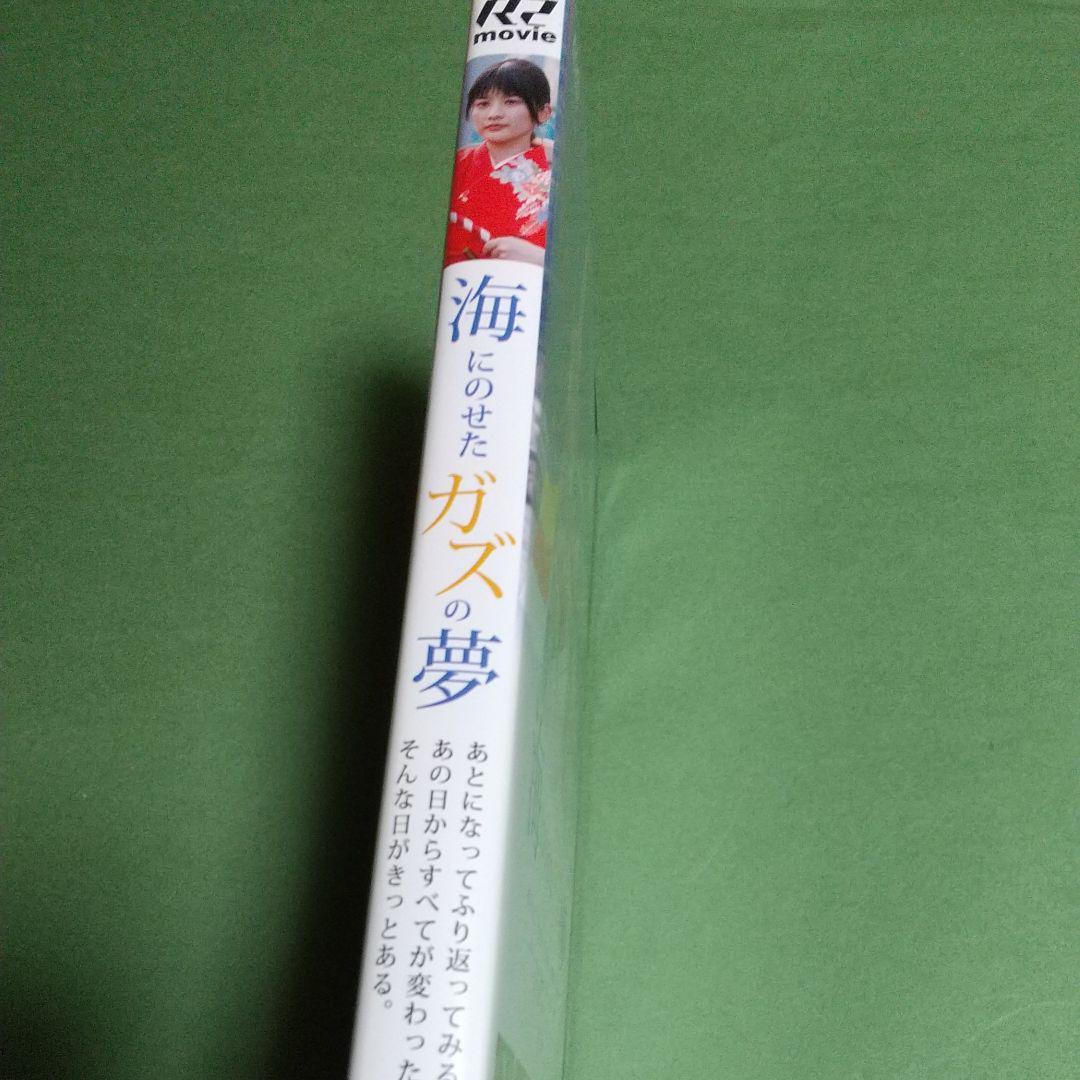 R2
movie
海にのせたガズの夢
あとになってふり返ってみる
あの日からすべてが変わった
そんな日がきっとある。